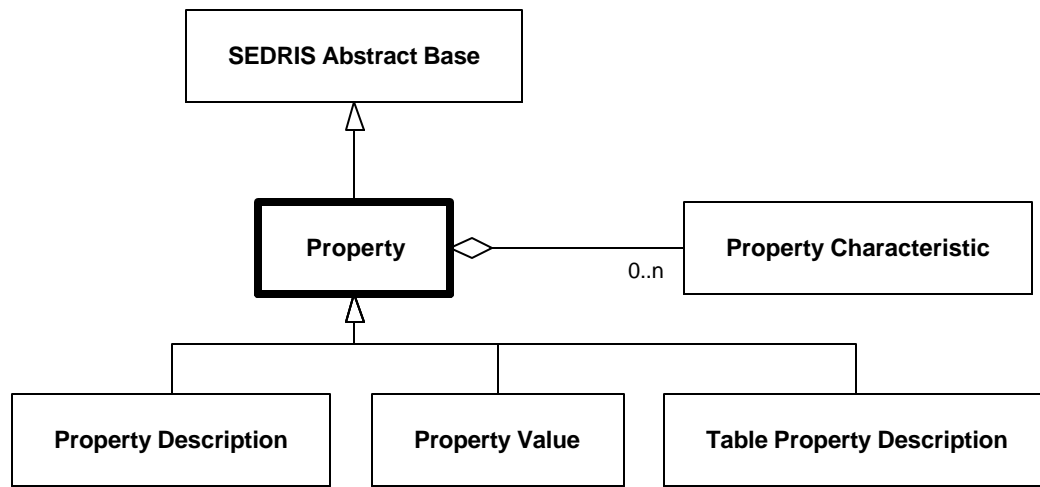 SEDRIS Abstract Base
Property
Property Characteristic
0..n
Property Description
Property Value
Table Property Description